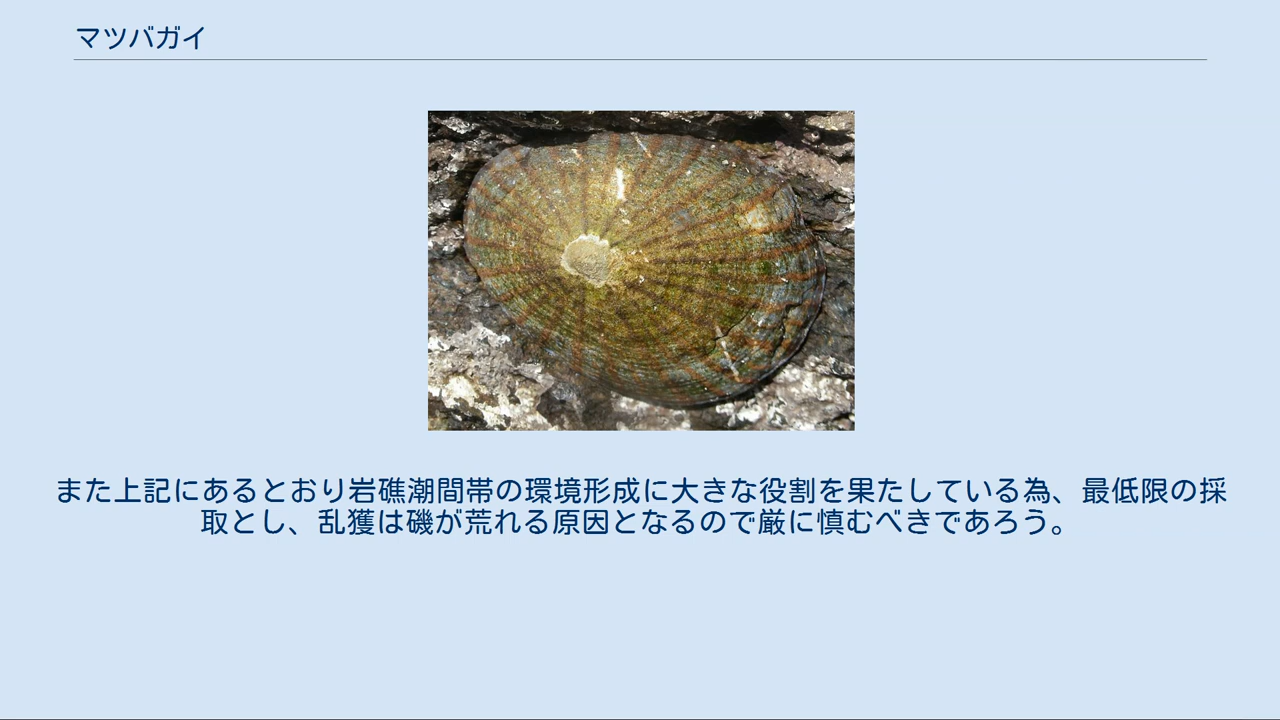 マツバガイ
また上記にあるとおり岩礁潮間帯の環境形成に大きな役割を果たしている為、最低限の採
取とし、乱獲は磯が荒れる原因となるので厳に慎むべきであろう。